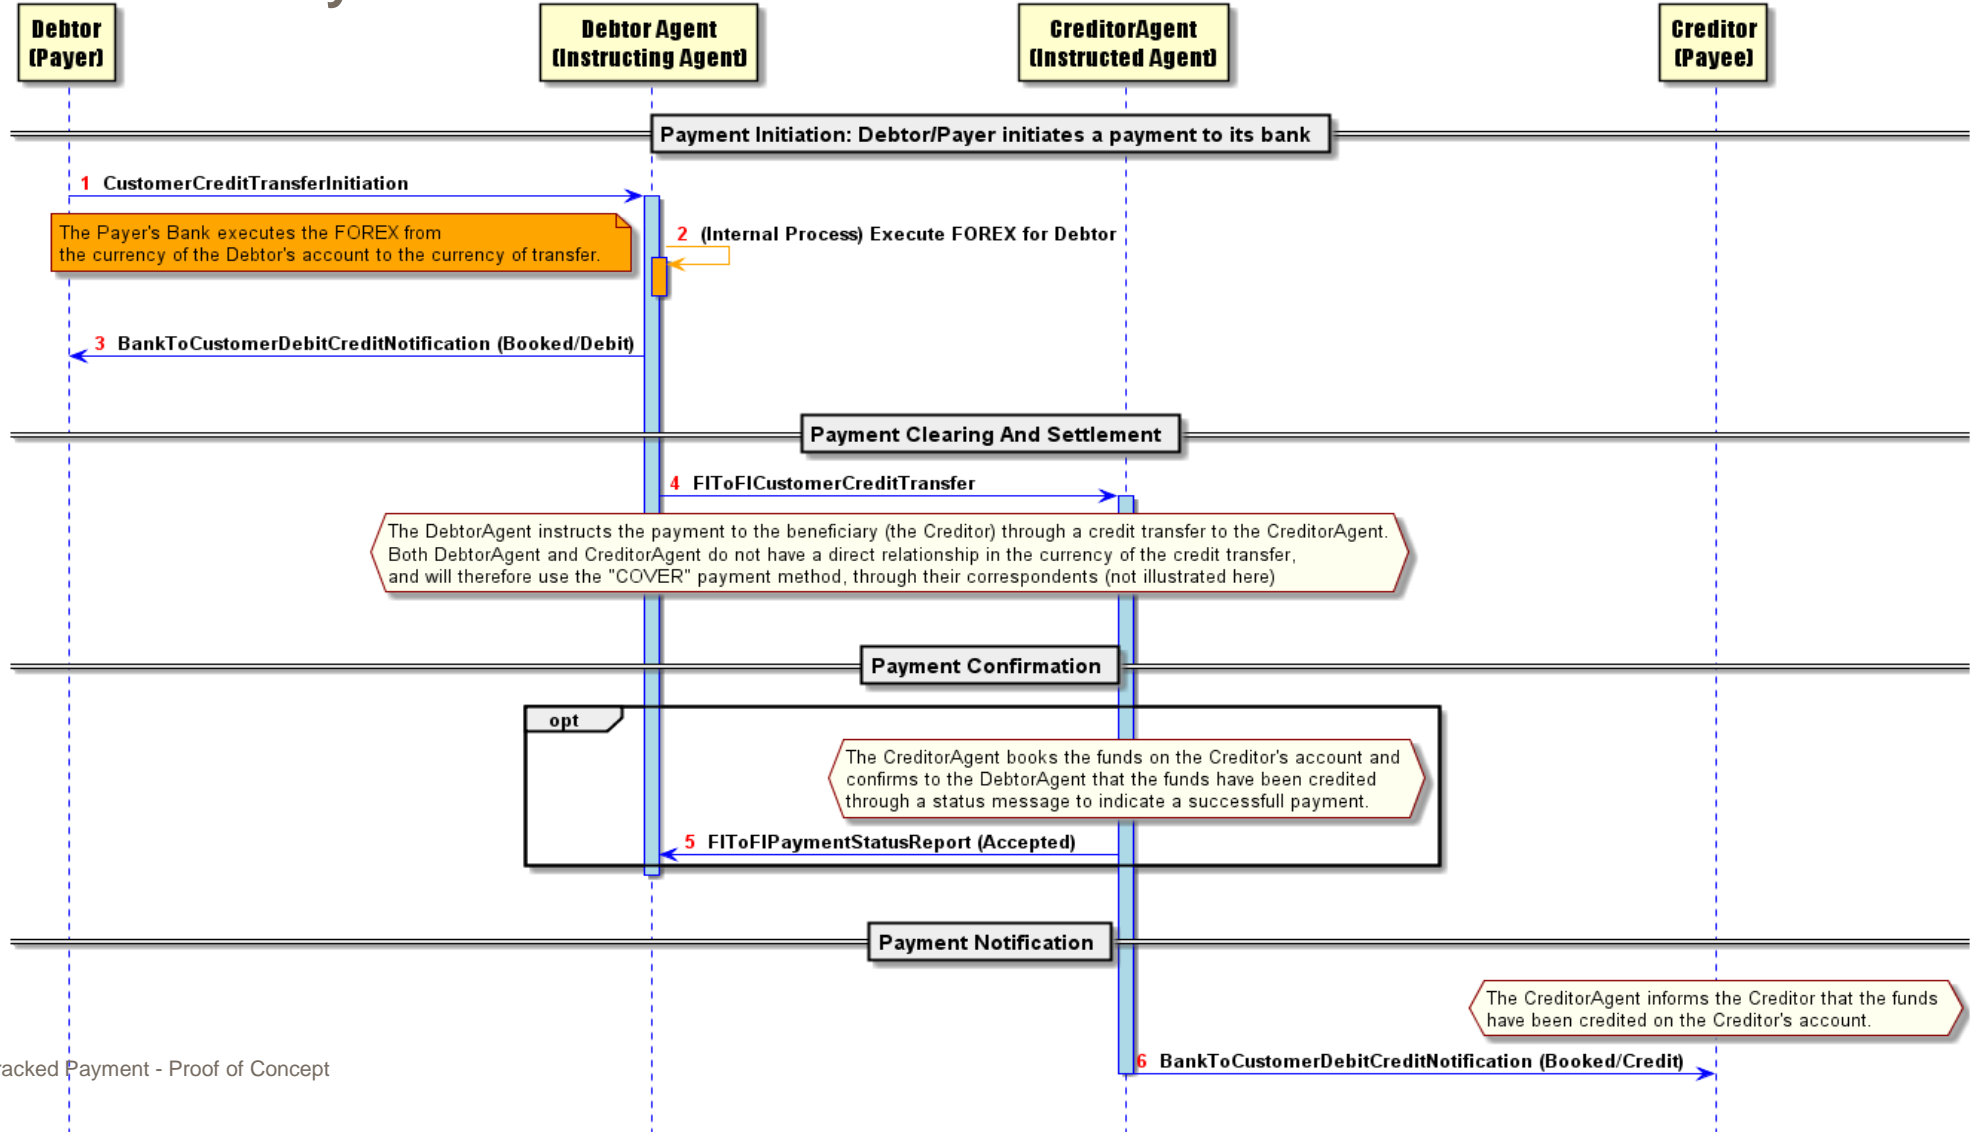 Debtor
(Payer)
Debtor Agent
(Instructing Agent)
CreditorAgent
(Instructed Agent)
Creditor
(Payee)
Payment Initiation: Debtor/Payer initiates a payment to its bank
1 CustomerCreditTransferInitiation
The Payer's Bank executes the FOREX from
the currency of the Debtor's account to the currency of transfer.
2 (Internal Process) Execute FOREX for Debtor
3 BankToCustomerDebitCreditNotification (Booked/Debit)
Payment Clearing And Settlement
4 FIToFICustomerCreditTransfer
The DebtorAgent instructs the payment to the beneficiary (the Creditor) through a credit transfer to the CreditorAgent.
Both DebtorAgent and CreditorAgent do not have a direct relationship in the currency of the credit transfer,
and will therefore use the "COVER" payment method, through their correspondents (not illustrated here)
Payment Confirmation
opt
The CreditorAgent books the funds on the Creditor's account and
confirms to the DebtorAgent that the funds have been credited
through a status message to indicate a successfull payment.
5 FIToFIPaymentStatusReport (Accepted)
Payment Notification
The CreditorAgent informs the Creditor that the funds
have been credited on the Creditor's account.
6 BankToCustomerDebitCreditNotification (Booked/Credit)
racked Payment - Proof of Concept